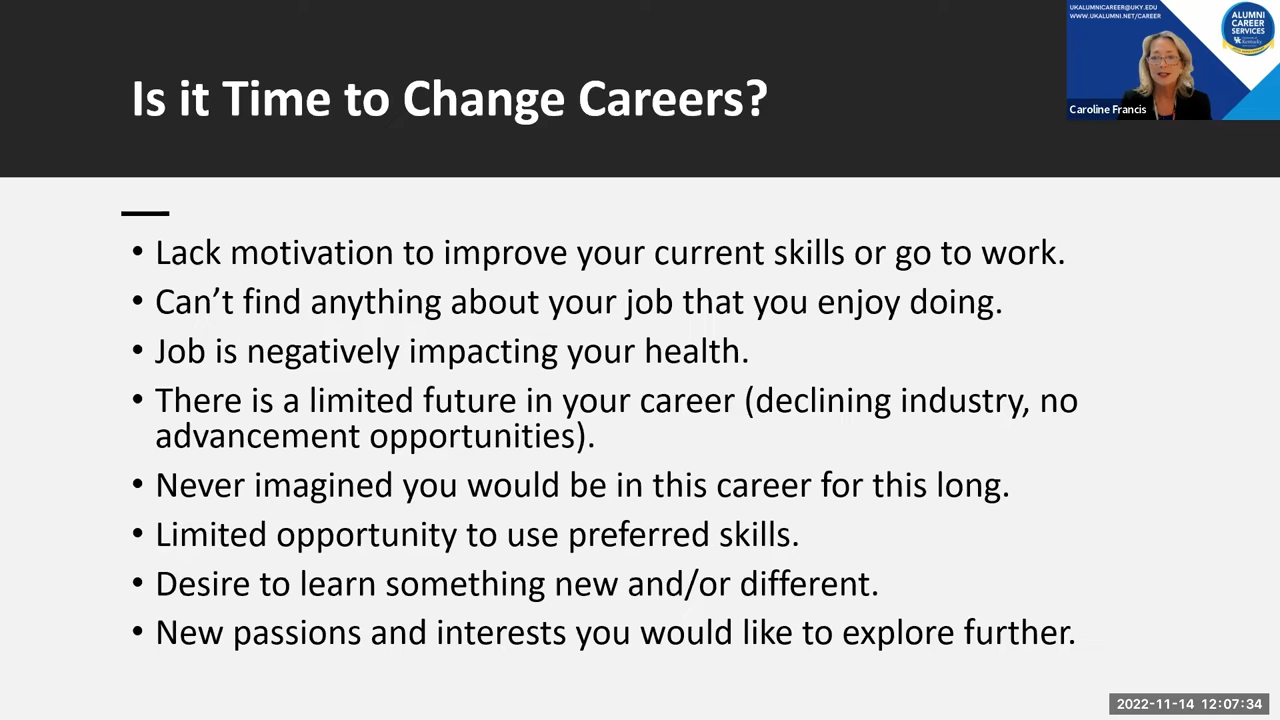 Is it Time to Change Careers?
UKALUMNICAREER@UKY.EDU
WWW.UKALUMNI.NET/CAREER
ALUMNI
CAREER
SERVICES
UK
Kentucky
Caroline Francis
• Lack motivation to improve your current skills or go to work.
• Can’t find anything about your job that you enjoy doing.
• Job is negatively impacting your health.
• There is a limited future in your career (declining industry, no
advancement opportunities).
• Never imagined you would be in this career for this long.
• Limited opportunity to use preferred skills.
• Desire to learn something new and/or different.
• New passions and interests you would like to explore further.
2022-11-14 12:07:34